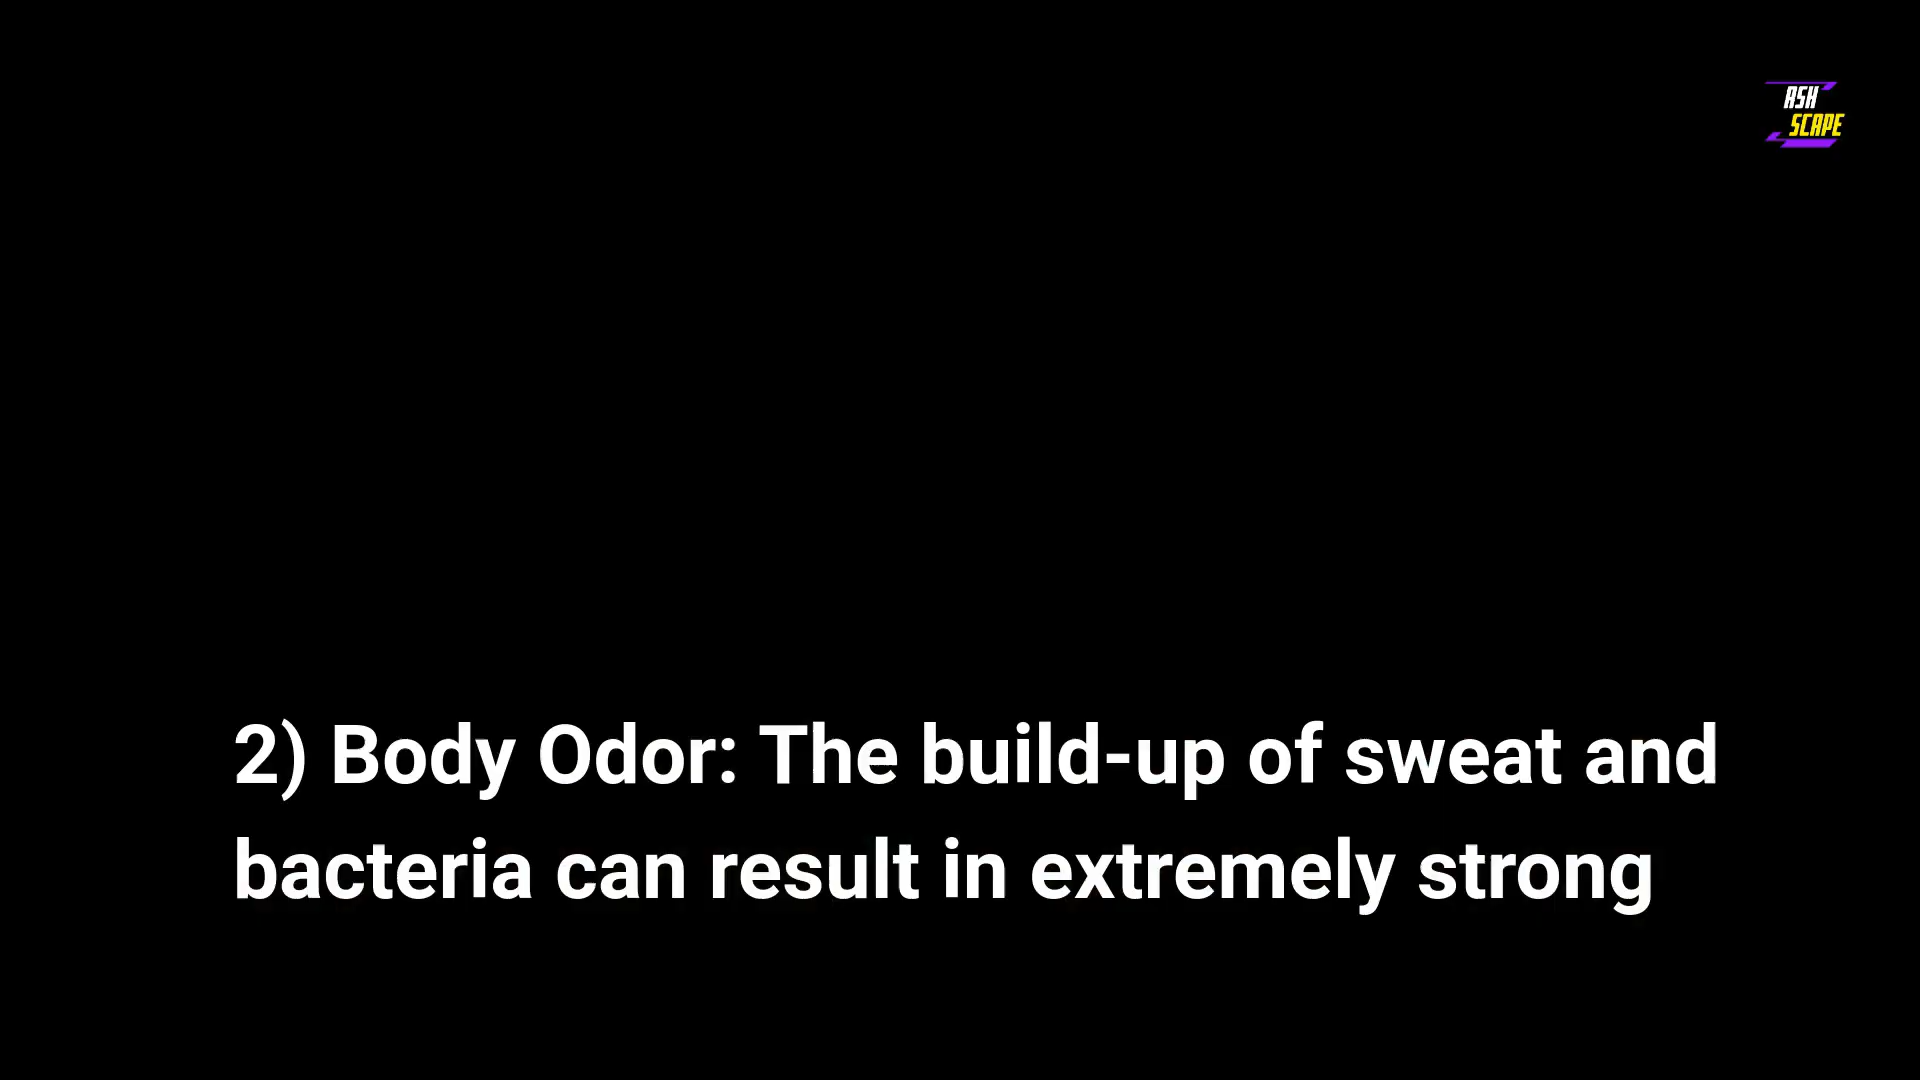 ASH
SCAPE
2) Body Odor: The build-up of sweat and
bacteria can result in extremely strong